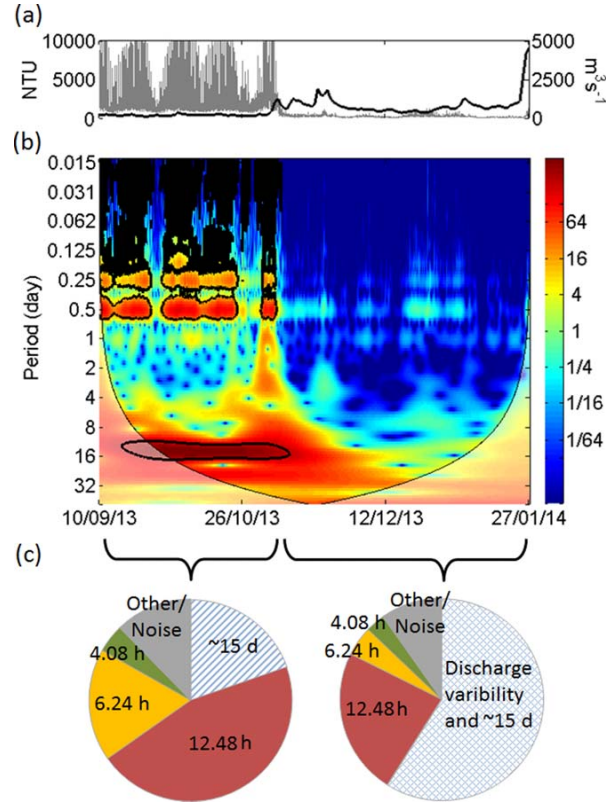 (a)
10000
5000
0
NTU
5000
2500
0
m³s⁻¹
(b)
0.015
0.031
0.062
0.125
0.25
0.5
1
2
4
8
16
32
Period (day)
64
16
4
1
1/4
1/16
1/64
10/09/13 26/10/13 12/12/13 27/01/14
(c)
Other/
Noise
4.08 h
6.24 h
~15 d
12.48 h
Other/
Noise
4.08 h
6.24 h
12.48 h
Discharge
varibility
and ~15 d